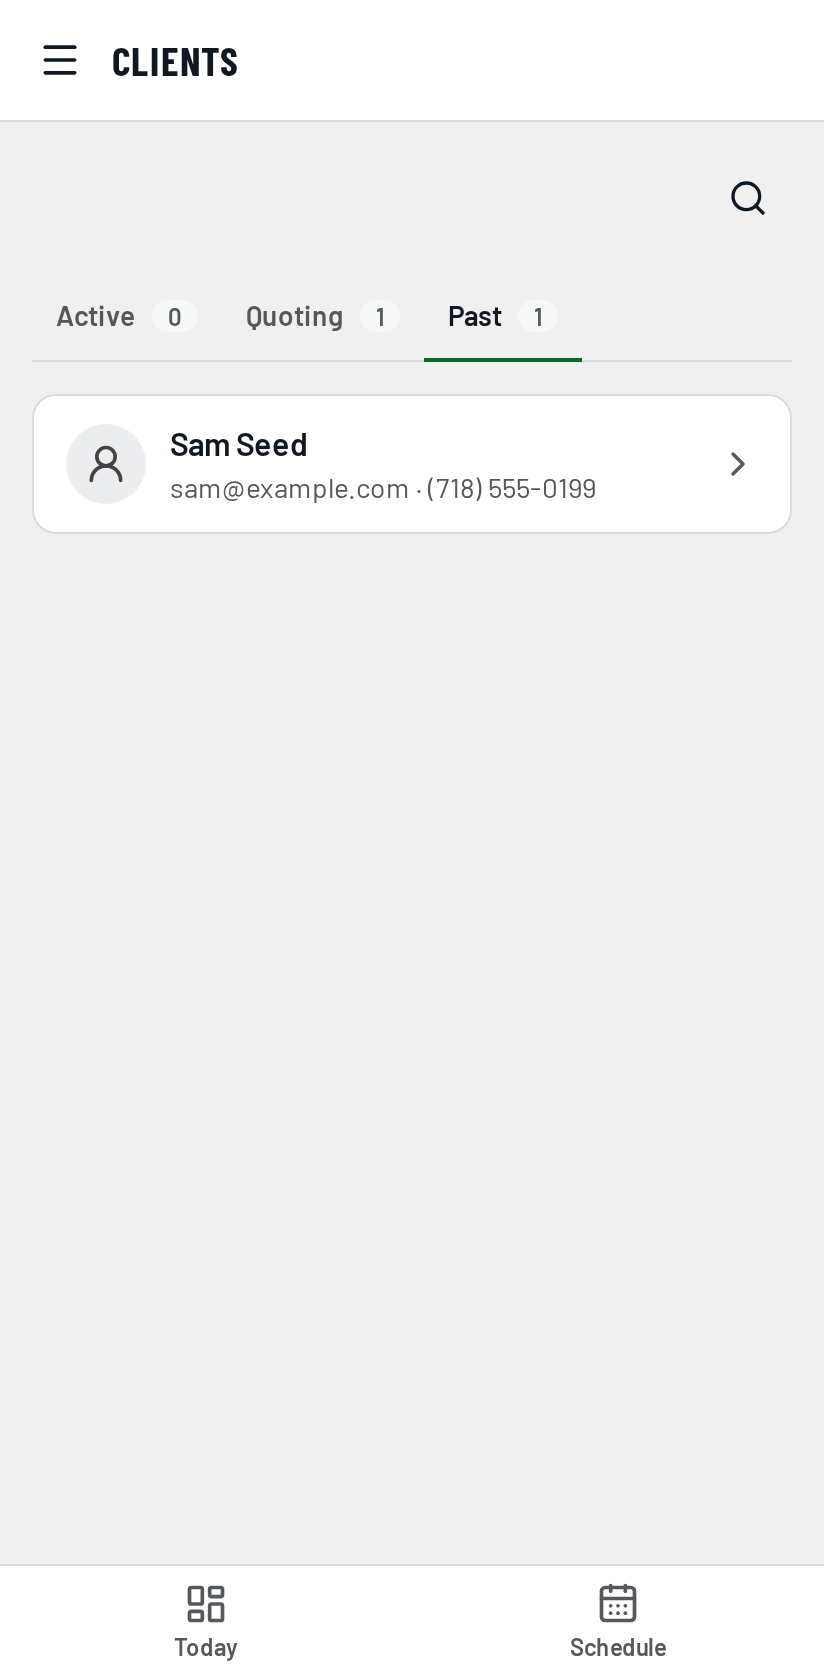 CLIENTS
Active 0 Quoting 1 Past 1
Sam Seed
sam@example.com · (718) 555-0199
Today Schedule